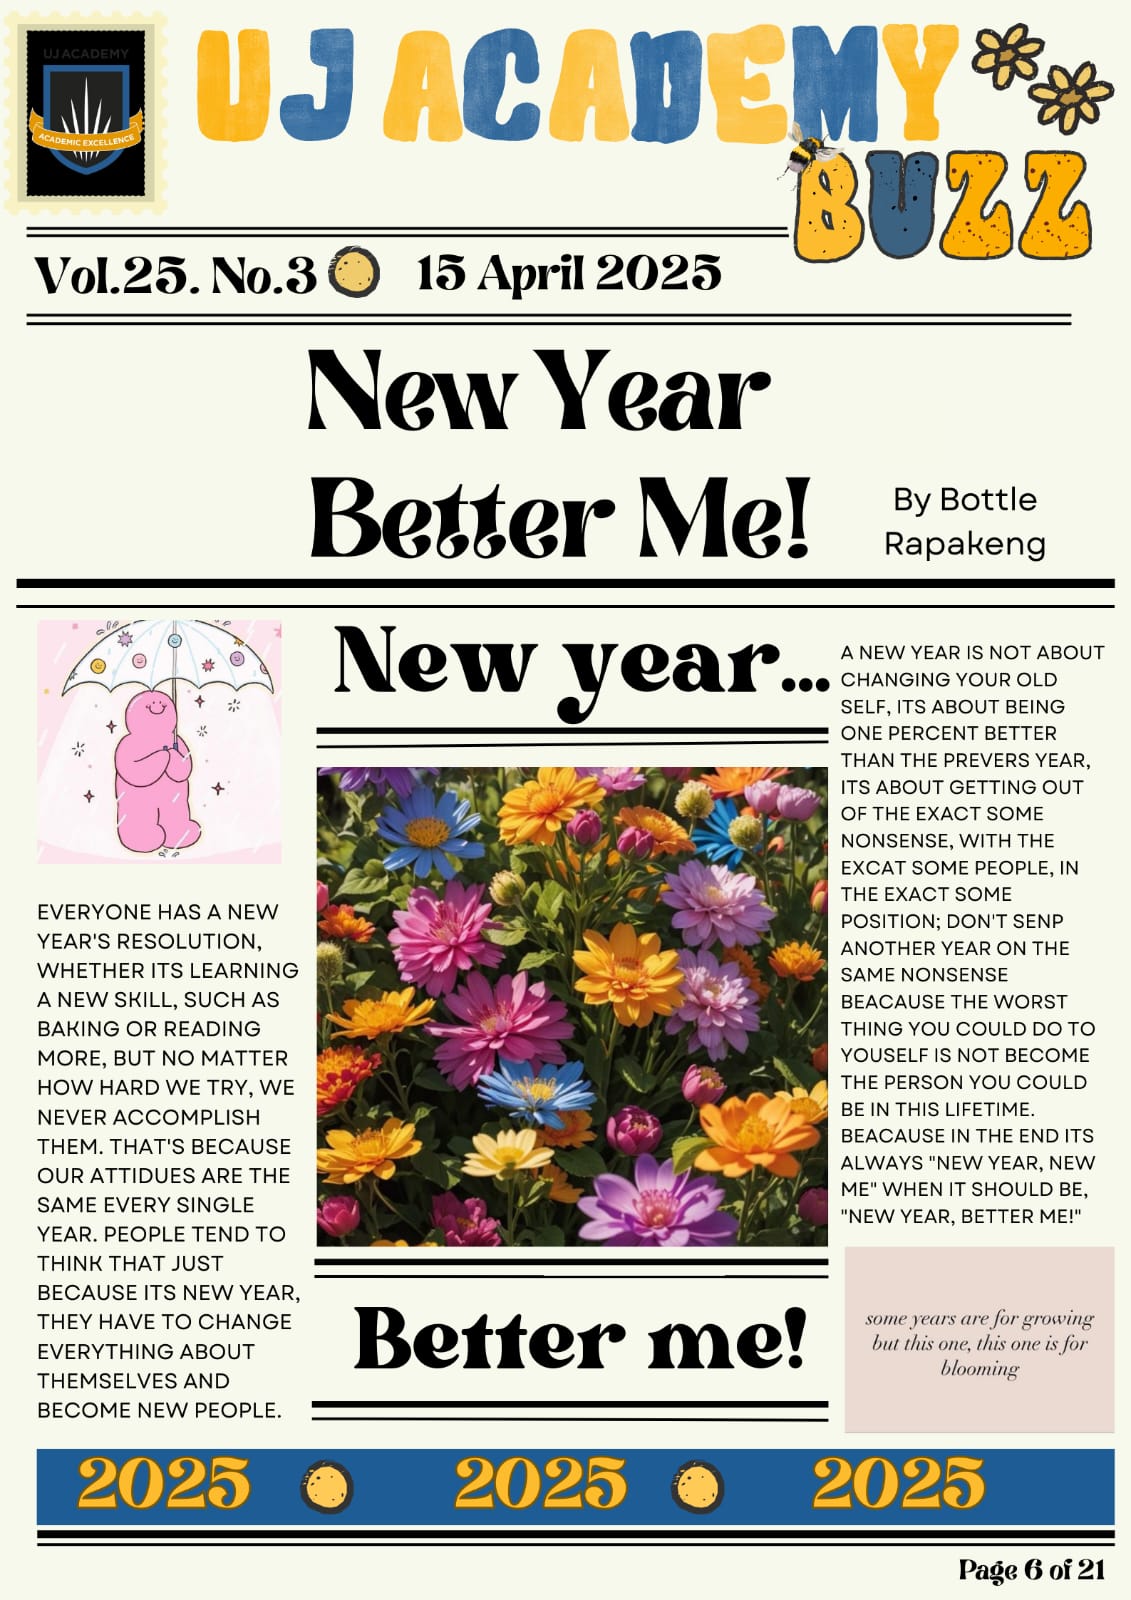 UJ ACADEMY
ACADEMIC EXCELLENCE
UJ ACADEMY
BUZZ
Vol.25. No.3
15 April 2025
New Year
Better Me!
By Bottle
Rapakeng
EVERYONE HAS A NEW
YEAR'S RESOLUTION,
WHETHER ITS LEARNING
A NEW SKILL, SUCH AS
BAKING OR READING
MORE, BUT NO MATTER
HOW HARD WE TRY, WE
NEVER ACCOMPLISH
THEM. THAT'S BECAUSE
OUR ATTIDUES ARE THE
SAME EVERY SINGLE
YEAR. PEOPLE TEND TO
THINK THAT JUST
BECAUSE ITS NEW YEAR,
THEY HAVE TO CHANGE
EVERYTHING ABOUT
THEMSELVES AND
BECOME NEW PEOPLE.
New year...
Better me!
A NEW YEAR IS NOT ABOUT
CHANGING YOUR OLD
SELF, ITS ABOUT BEING
ONE PERCENT BETTER
THAN THE PREVERS YEAR,
ITS ABOUT GETTING OUT
OF THE EXACT SOME
NONSENSE, WITH THE
EXCAT SOME PEOPLE, IN
THE EXACT SOME
POSITION; DON'T SENP
ANOTHER YEAR ON THE
SAME NONSENSE
BEACAUSE THE WORST
THING YOU COULD DO TO
YOUSELF IS NOT BECOME
THE PERSON YOU COULD
BE IN THIS LIFETIME.
BEACAUSE IN THE END ITS
ALWAYS "NEW YEAR, NEW
ME" WHEN IT SHOULD BE,
"NEW YEAR, BETTER ME!"
some years are for growing
but this one, this one is for
blooming
2025 2025 2025
Page 6 of 21